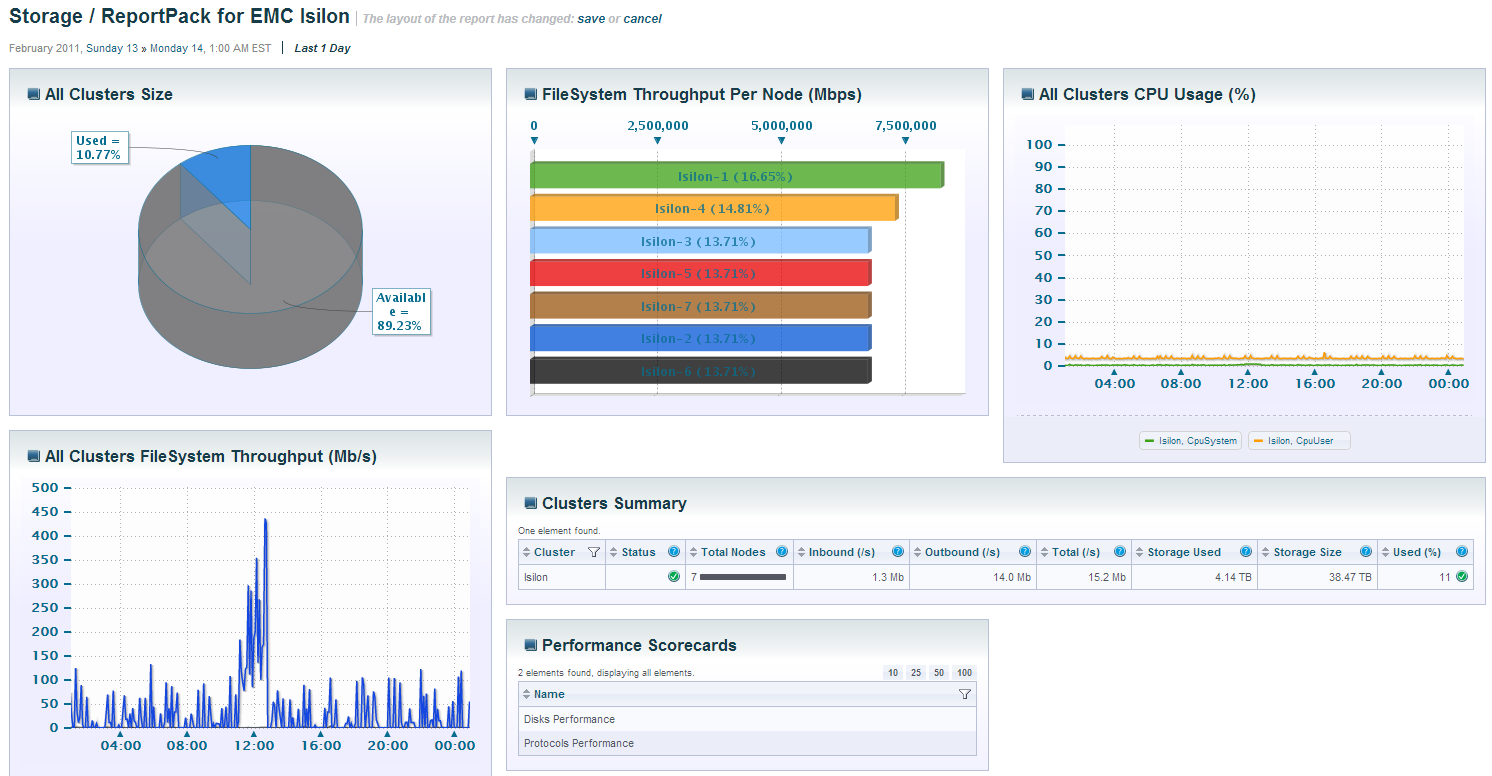 Storage / ReportPack for EMC Isilon | The layout of the report has changed: save or cancel
February 2011, Sunday 13 » Monday 14, 1:00 AM EST | Last 1 Day
All Clusters Size
Used =
10.77%
Availabl
e =
89.23%
FileSystem Throughput Per Node (Mbps)
0 2,500,000 5,000,000 7,500,000
Isilon-1 (16.65%)
Isilon-4 (14.81%)
Isilon-3 (13.71%)
Isilon-5 (13.71%)
Isilon-7 (13.71%)
Isilon-2 (13.71%)
Isilon-6 (13.71%)
All Clusters CPU Usage (%)
100
90
80
70
60
50
40
30
20
10
0
04:00 08:00 12:00 16:00 20:00 00:00
Isilon, CpuSystem Isilon, CpuUser
All Clusters FileSystem Throughput (Mb/s)
500
450
400
350
300
250
200
150
100
50
0
04:00 08:00 12:00 16:00 20:00 00:00
Clusters Summary
One element found.
Cluster Status ? Total Nodes ? Inbound (/s) ? Outbound (/s) ? Total (/s) ? Storage Used ? Storage Size ? Used (%) ?
Isilon 7 1.3 Mb 14.0 Mb 15.2 Mb 4.14 TB 38.47 TB 11
Performance Scorecards
2 elements found, displaying all elements. 10 25 50 100
Name
Disks Performance
Protocols Performance